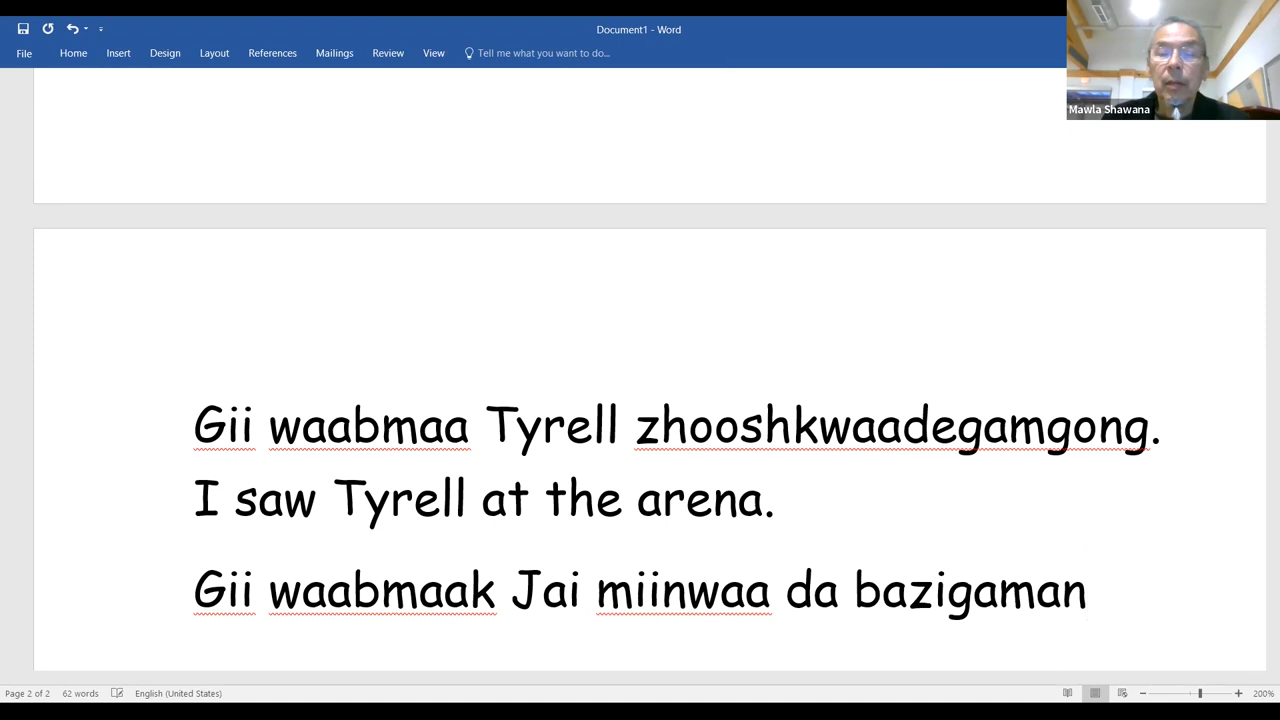 Document1 - Word
File Home Insert Design Layout References Mailings Review View Tell me what you want to do...
Mawla Shawana
Gii waabmaa Tyrell zhooshkwaadegamgong.
I saw Tyrell at the arena.
Gii waabmaak Jai miinwaa da bazigaman
Page 2 of 2 62 words English (United States) 200%